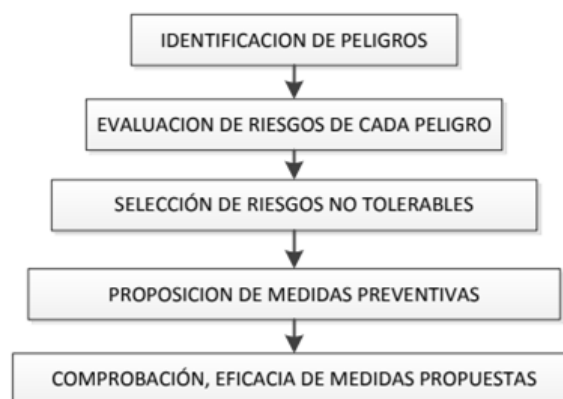 IDENTIFICACION DE PELIGROS
EVALUACION DE RIESGOS DE CADA PELIGRO
SELECCIÓN DE RIESGOS NO TOLERABLES
PROPOSICION DE MEDIDAS PREVENTIVAS
COMPROBACIÓN, EFICACIA DE MEDIDAS PROPUESTAS